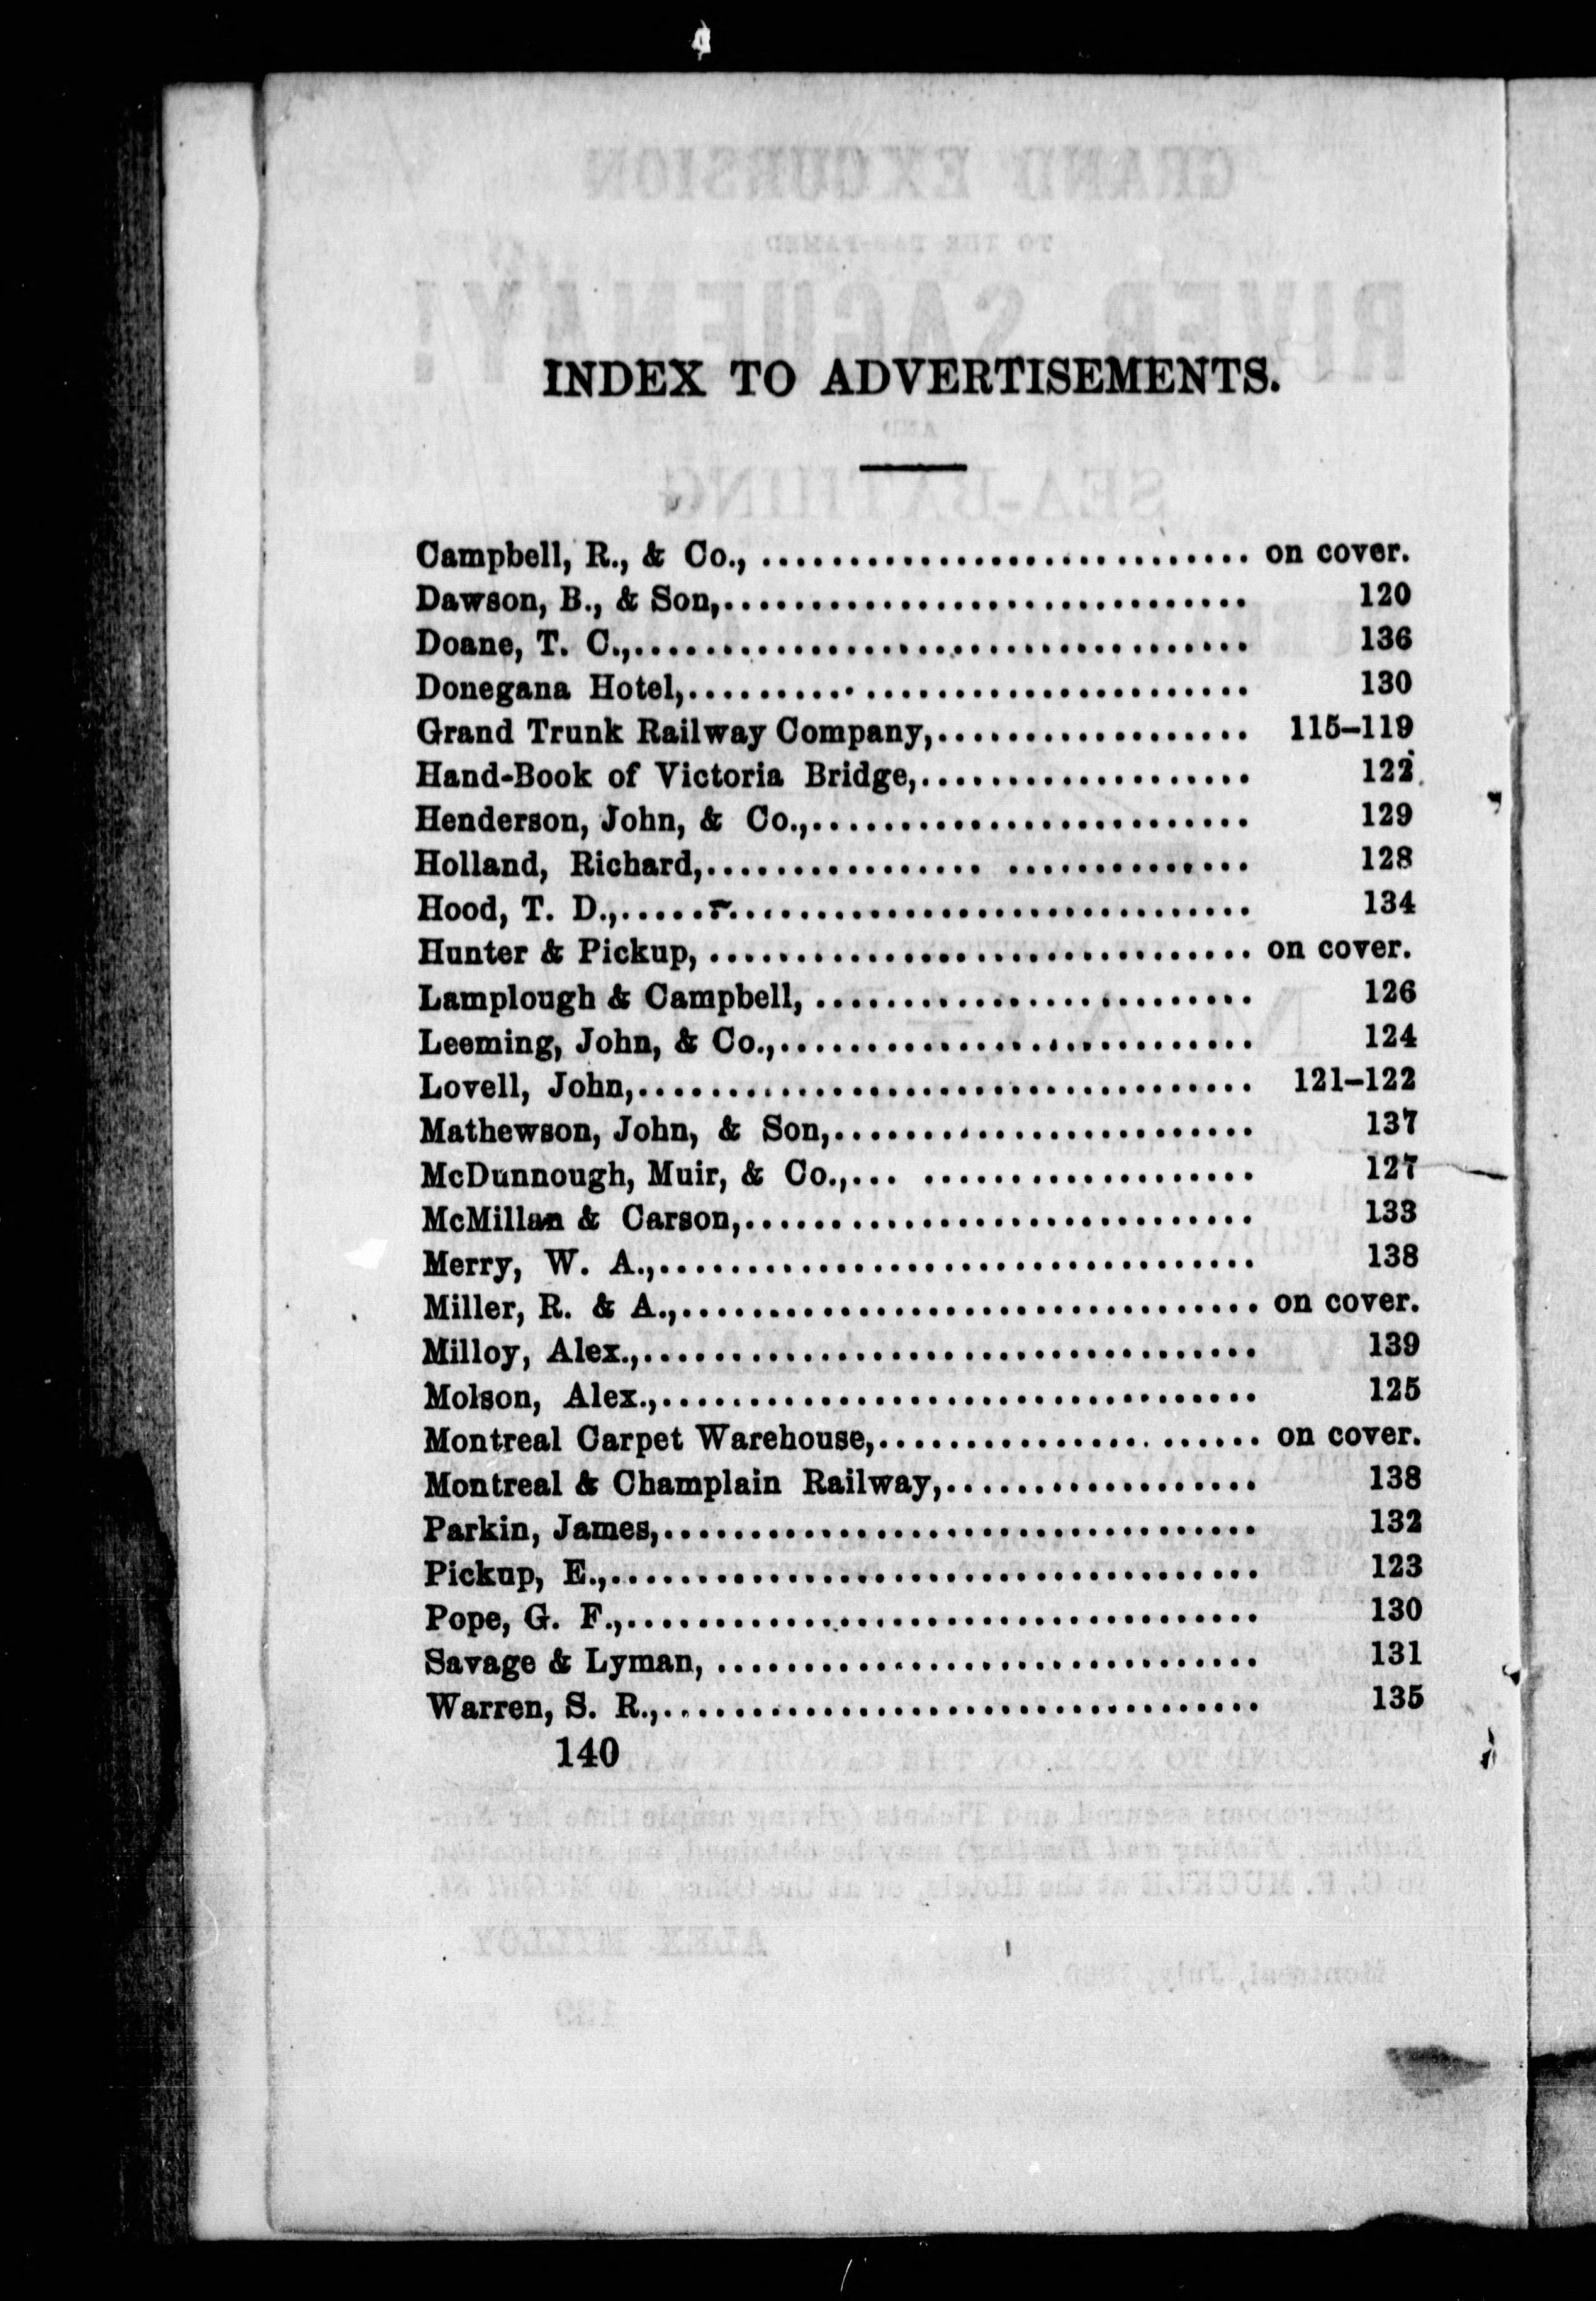 INDEX TO ADVERTISEMENTS.
Campbell, R., & Co., .............................. on cover.
Dawson, B., & Son,.............................. 120
Doane, T. C.,................................... 136
Donegana Hotel,................................ 130
Grand Trunk Railway Company,.................. 115–119
Hand-Book of Victoria Bridge,................... 122
Henderson, John, & Co.,......................... 129
Holland, Richard,................ .............. 128
Hood, T. D.,.................................... 134
Hunter & Pickup, ............................... on cover.
Lamplough & Campbell, ......................... 126
Leeming, John, & Co.,........................... 124
Lovell, John,................................... 121–122
Mathewson, John, & Son,........................ 137
McDunnough, Muir, & Co.,... ................... 127
McMillan & Carson,............................. 133
Merry, W. A.,.................................. 138
Miller, R. & A.,................................. on cover.
Milloy, Alex.,................................... 139
Molson, Alex.,.................................. 125
Montreal Carpet Warehouse,................ ...... on cover.
Montreal & Champlain Railway,.................. 138
Parkin, James,.................................. 132
Pickup, E.,..................................... 123
Pope, G. F.,.................................... 130
Savage & Lyman, ............................... 131
Warren, S. R.,.................................. 135
140